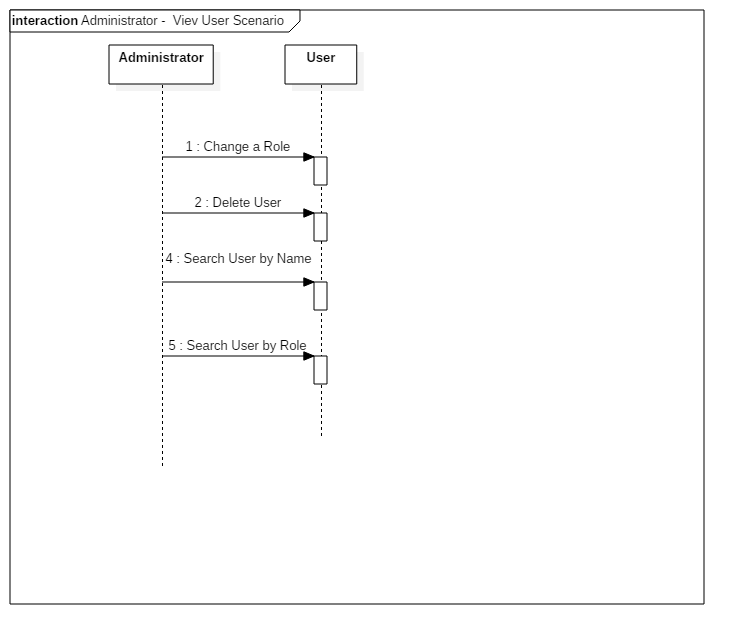 interaction Administrator - Viev User Scenario
Administrator
User
1 : Change a Role
2 : Delete User
4 : Search User by Name
5 : Search User by Role